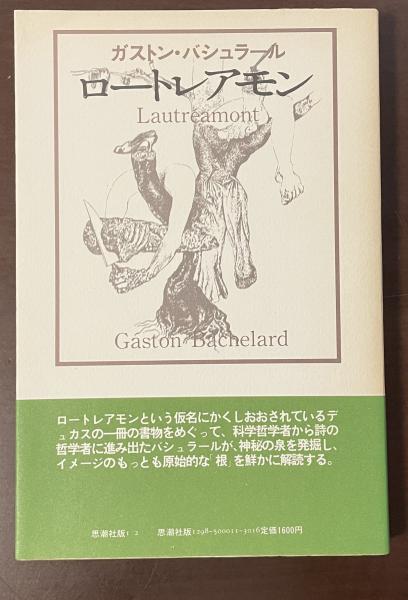 ガストン・バシュラール
ロートレアモン
Lautréamont
Gaston Bachelard
ロートレアモンという仮名にかくしおおされているデ
ュカスの一冊の書物をめぐって、科学哲学者から詩の
哲学者に進み出たバシュラールが、神秘の泉を発掘し、
イメージのもっとも原始的な「根」を鮮かに解読する。
思潮社版1・2 思潮社版1298-500011-3016定価1600円